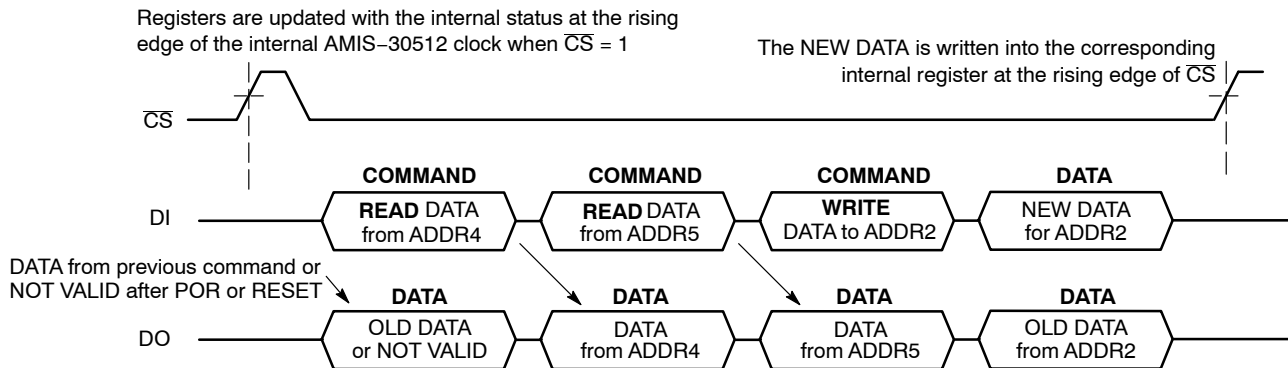 Registers are updated with the internal status at the rising
edge of the internal AMIS−30512 clock when C̅S̅ = 1
The NEW DATA is written into the corresponding
internal register at the rising edge of C̅S̅
C̅S̅
COMMAND COMMAND COMMAND DATA
DI
READ DATA
from ADDR4
READ DATA
from ADDR5
WRITE
DATA to ADDR2
NEW DATA
for ADDR2
DATA from previous command or
NOT VALID after POR or RESET
DATA DATA DATA DATA
DO
OLD DATA
or NOT VALID
DATA
from ADDR4
DATA
from ADDR5
OLD DATA
from ADDR2